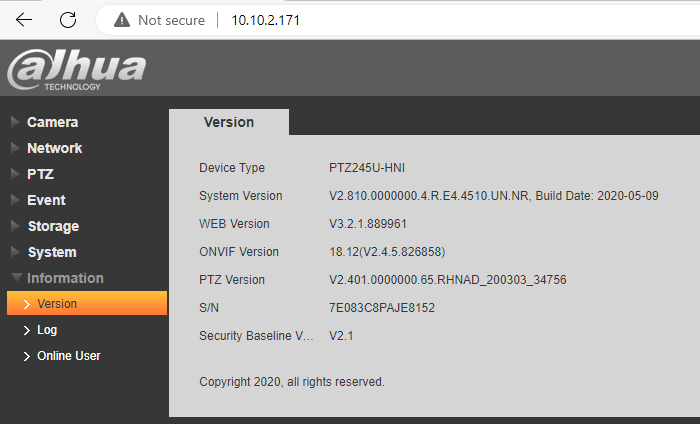 Not secure 10.10.2.171
alhua
TECHNOLOGY
Camera
Network
PTZ
Event
Storage
System
Information
Version
Log
Online User
Version
Device Type PTZ245U-HNI
System Version V2.810.0000000.4.R.E4.4510.UN.NR, Build Date: 2020-05-09
WEB Version V3.2.1.889961
ONVIF Version 18.12(V2.4.5.826858)
PTZ Version V2.401.0000000.65.RHNAD_200303_34756
S/N 7E083C8PAJE8152
Security Baseline V... V2.1
Copyright 2020, all rights reserved.